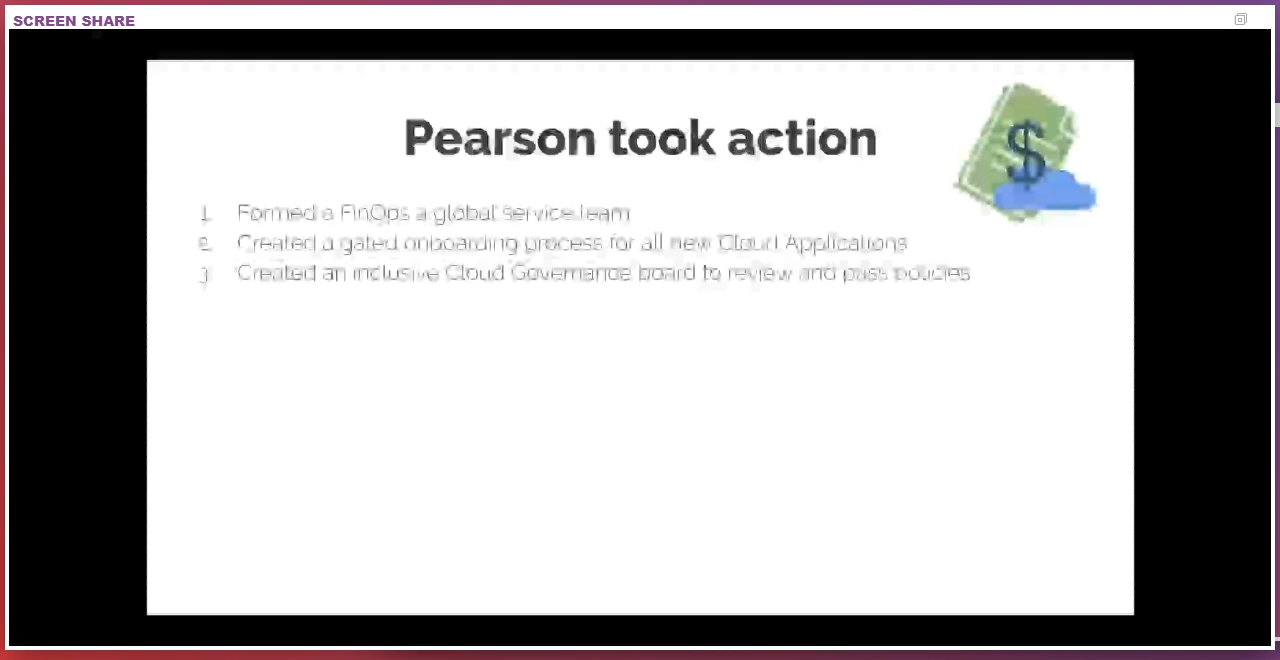 SCREEN SHARE
Pearson took action
$
1. Formed a FinOps a global service team
2. Created a gated onboarding process for all new Cloud Applications
3. Created an inclusive Cloud Governance board to review and pass policies